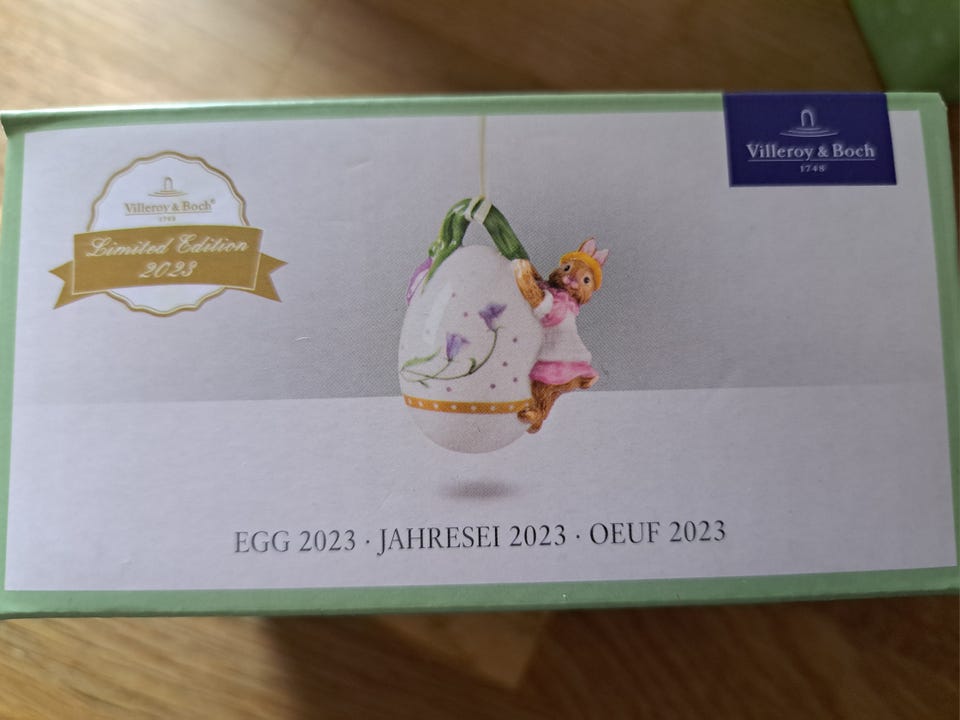 Villeroy & Boch®
1748
Limited Edition
2023
Villeroy & Boch
1748
EGG 2023 · JAHRESEI 2023 · OEUF 2023